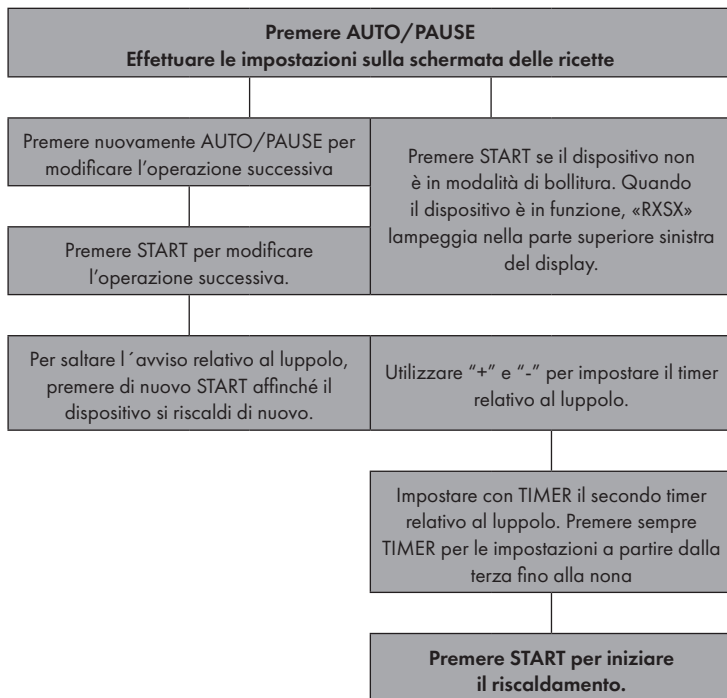 Premere AUTO/PAUSE
Effettuare le impostazioni sulla schermata delle ricette
Premere nuovamente AUTO/PAUSE per
modificare l’operazione successiva
Premere START se il dispositivo non
è in modalità di bollitura. Quando
il dispositivo è in funzione, «RXSX»
lampeggia nella parte superiore sinistra
del display.
Premere START per modificare
l’operazione successiva.
Per saltare l´avviso relativo al luppolo,
premere di nuovo START affinché il
dispositivo si riscaldi di nuovo.
Utilizzare “+” e “-” per impostare il timer
relativo al luppolo.
Impostare con TIMER il secondo timer
relativo al luppolo. Premere sempre
TIMER per le impostazioni a partire dalla
terza fino alla nona
Premere START per iniziare
il riscaldamento.